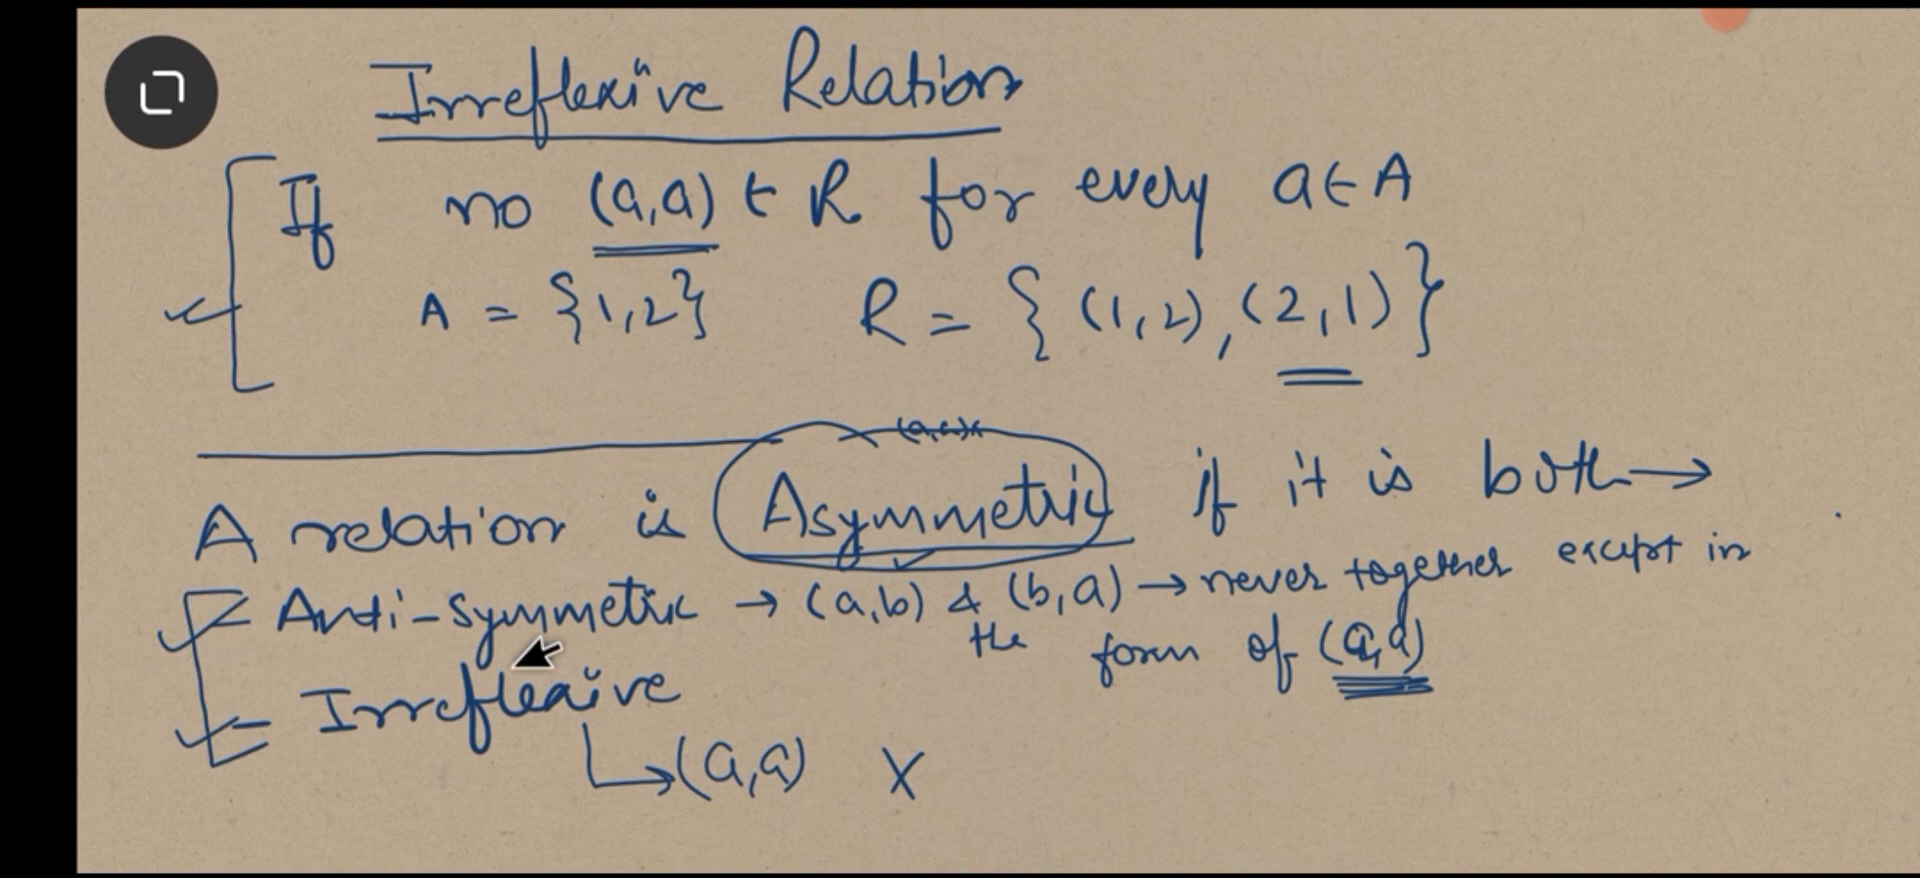 Irreflexive Relation
If no (a,a) ∈ R for every a ∈ A
A = {1,2} R = {(1,2),(2,1)}
(a,a)x
A relation is Asymmetric if it is both →
Anti-symmetric → (a,b) & (b,a) → never together except in
the form of (a,a)
Irreflexive
↳ (a,a) X